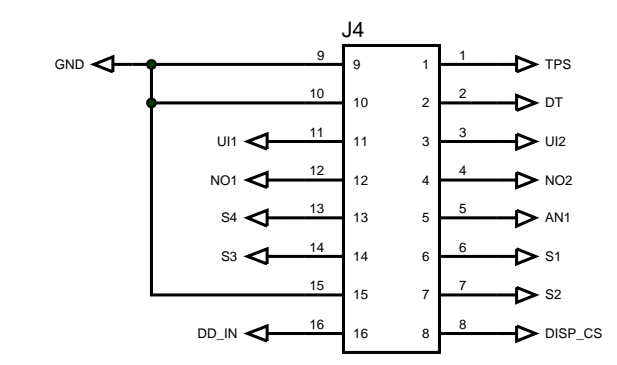 J4
GND 9 9 1 1 TPS
10 10 2 2 DT
UI1 11 11 3 3 UI2
NO1 12 12 4 4 NO2
S4 13 13 5 5 AN1
S3 14 14 6 6 S1
15 15 7 7 S2
DD_IN 16 16 8 8 DISP_CS